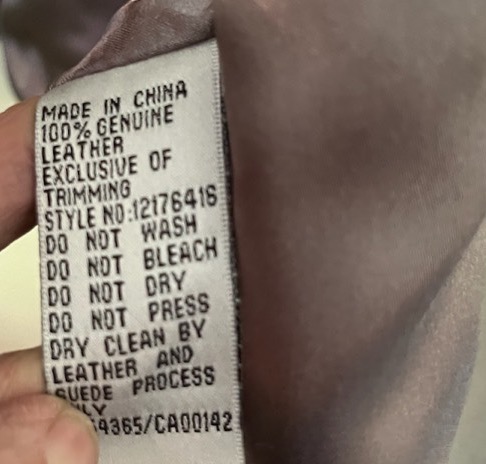 MADE IN CHINA
100% GENUINE
LEATHER
EXCLUSIVE OF
TRIMMING
STYLE NO:12176416
DO NOT WASH
DO NOT BLEACH
DO NOT DRY
DO NOT PRESS
DRY CLEAN BY
LEATHER AND
SUEDE PROCESS
4365/CA00142